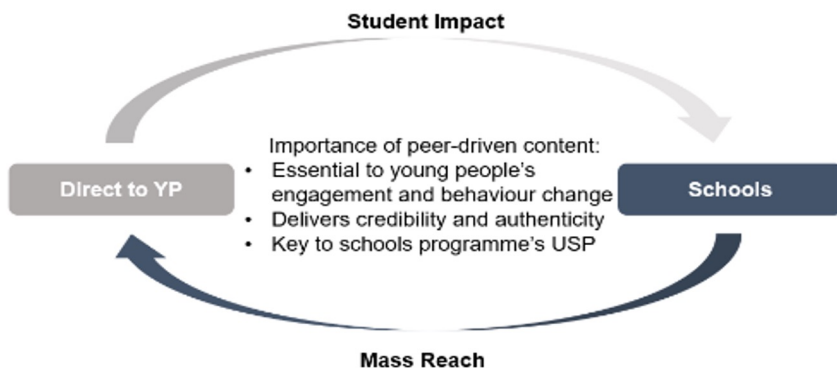 Student Impact
Importance of peer-driven content:
• Essential to young people's
engagement and behaviour change
• Delivers credibility and authenticity
• Key to schools programme's USP
Direct to YP
Schools
Mass Reach